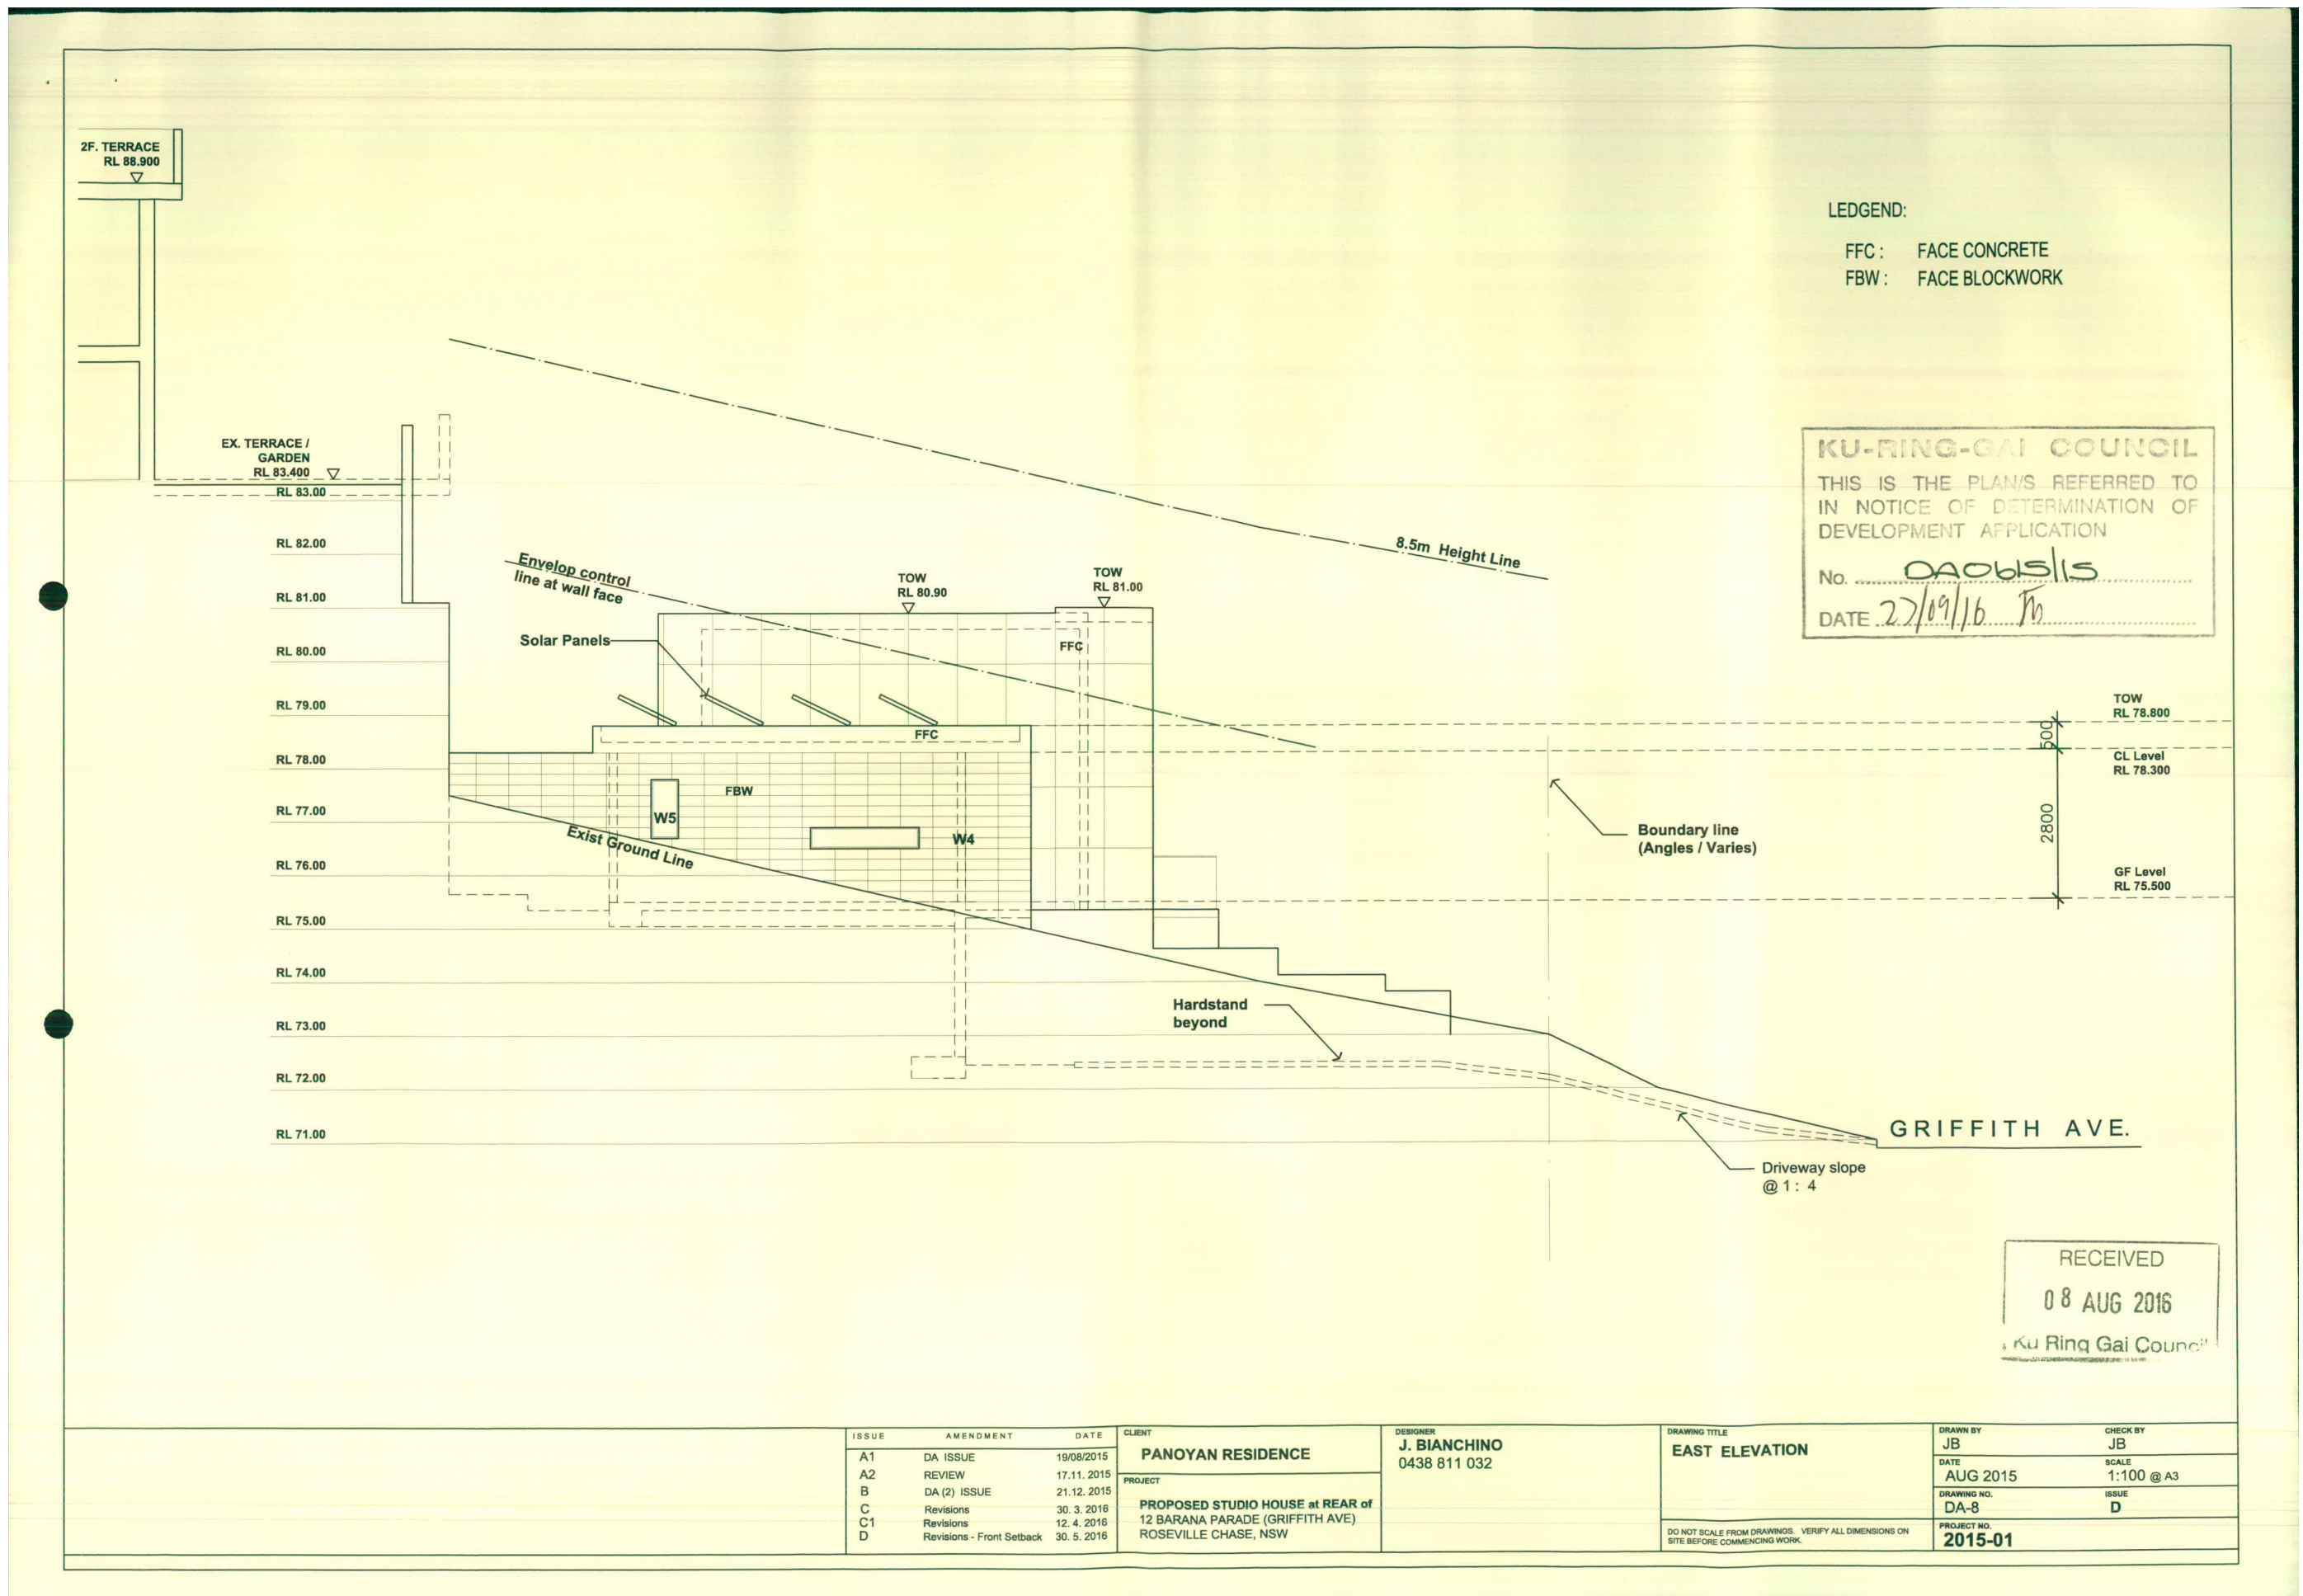 2F. TERRACE
RL 88.900
LEDGEND:
FFC : FACE CONCRETE
FBW : FACE BLOCKWORK
KU-RING-GAI COUNCIL
THIS IS THE PLAN/S REFERRED TO
IN NOTICE OF DETERMINATION OF
DEVELOPMENT APPLICATION
No. DA0615/15
DATE 27/09/16
EX. TERRACE /
GARDEN
RL 83.400
RL 83.00
RL 82.00
RL 81.00
RL 80.00
RL 79.00
RL 78.00
RL 77.00
RL 76.00
RL 75.00
RL 74.00
RL 73.00
RL 72.00
RL 71.00
8.5m Height Line
Envelop control
line at wall face
TOW
RL 80.90
TOW
RL 81.00
Solar Panels
FFC
FFC
FBW
W5
W4
Exist Ground Line
TOW
RL 78.800
500
CL Level
RL 78.300
2800
GF Level
RL 75.500
Boundary line
(Angles / Varies)
Hardstand
beyond
GRIFFITH AVE.
Driveway slope
@ 1 : 4
RECEIVED
08 AUG 2016
Ku Ring Gai Council
ISSUE AMENDMENT DATE
A1 DA ISSUE 19/08/2015
A2 REVIEW 17.11. 2015
B DA (2) ISSUE 21.12. 2015
C Revisions 30. 3. 2016
C1 Revisions 12. 4. 2016
D Revisions - Front Setback 30. 5. 2016
CLIENT
PANOYAN RESIDENCE
PROJECT
PROPOSED STUDIO HOUSE at REAR of
12 BARANA PARADE (GRIFFITH AVE)
ROSEVILLE CHASE, NSW
DESIGNER
J. BIANCHINO
0438 811 032
DRAWING TITLE
EAST ELEVATION
DO NOT SCALE FROM DRAWINGS. VERIFY ALL DIMENSIONS ON
SITE BEFORE COMMENCING WORK.
DRAWN BY CHECK BY
JB JB
DATE SCALE
AUG 2015 1:100 @ A3
DRAWING NO. ISSUE
DA-8 D
PROJECT NO.
2015-01